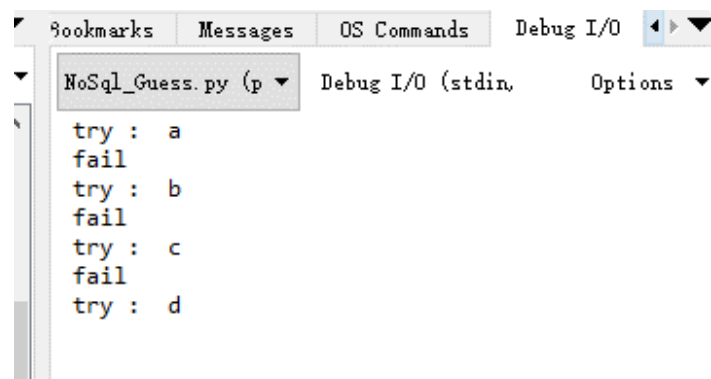 Bookmarks Messages OS Commands Debug I/O
NoSql_Guess.py (p Debug I/O (stdin, Options
try : a
fail
try : b
fail
try : c
fail
try : d